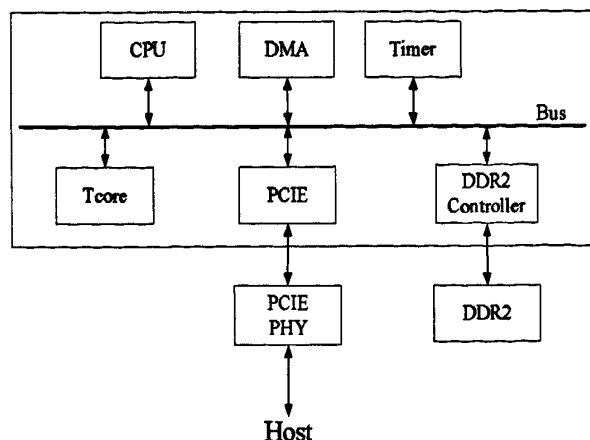 CPU
DMA
Timer
Bus
Tcore
PCIE
DDR2
Controller
PCIE
PHY
DDR2
Host